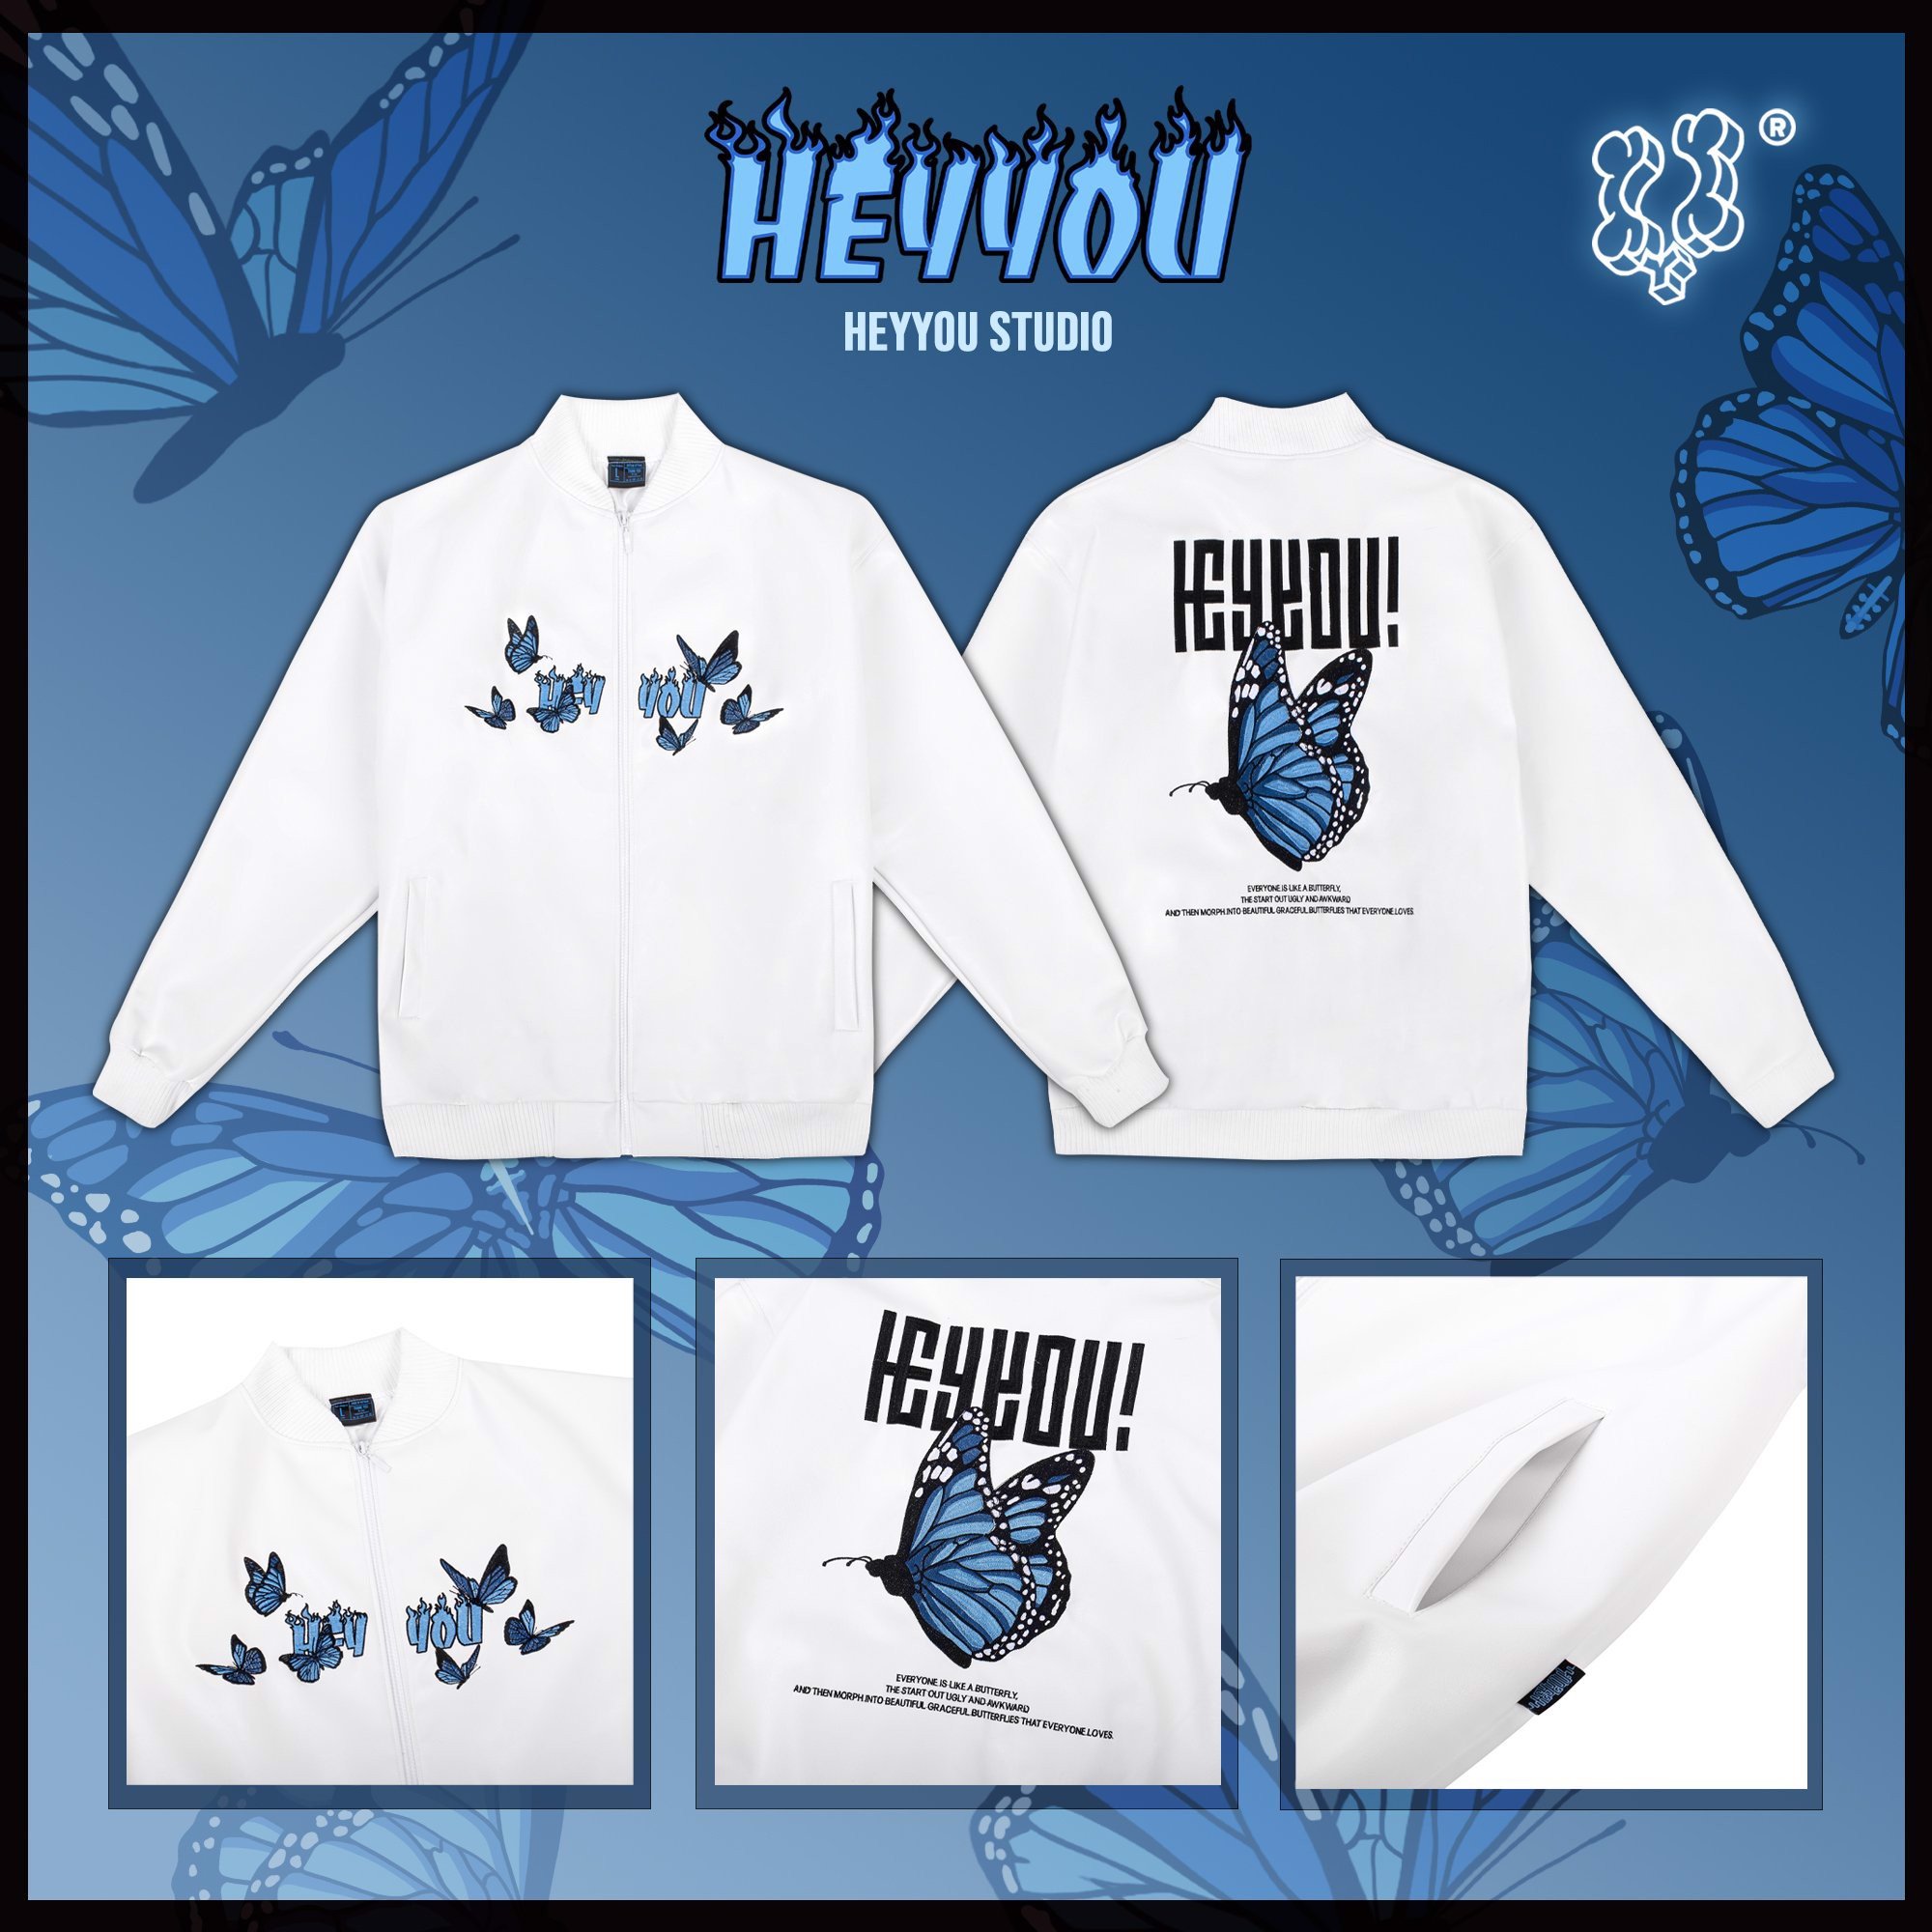 HEYYOU
HEYYOU STUDIO
®
L
HEY YOU
HEYYOU!
EVERYONE IS LIKE A BUTTERFLY,
THE START OUT UGLY AND AWKWARD
AND THEN MORPH INTO BEAUTIFUL GRACEFUL BUTTERFLIES THAT EVERYONE LOVES.
L
HEY YOU
HEYYOU!
EVERYONE IS LIKE A BUTTERFLY,
THE START OUT UGLY AND AWKWARD
AND THEN MORPH INTO BEAUTIFUL GRACEFUL BUTTERFLIES THAT EVERYONE LOVES.
HEYYOU